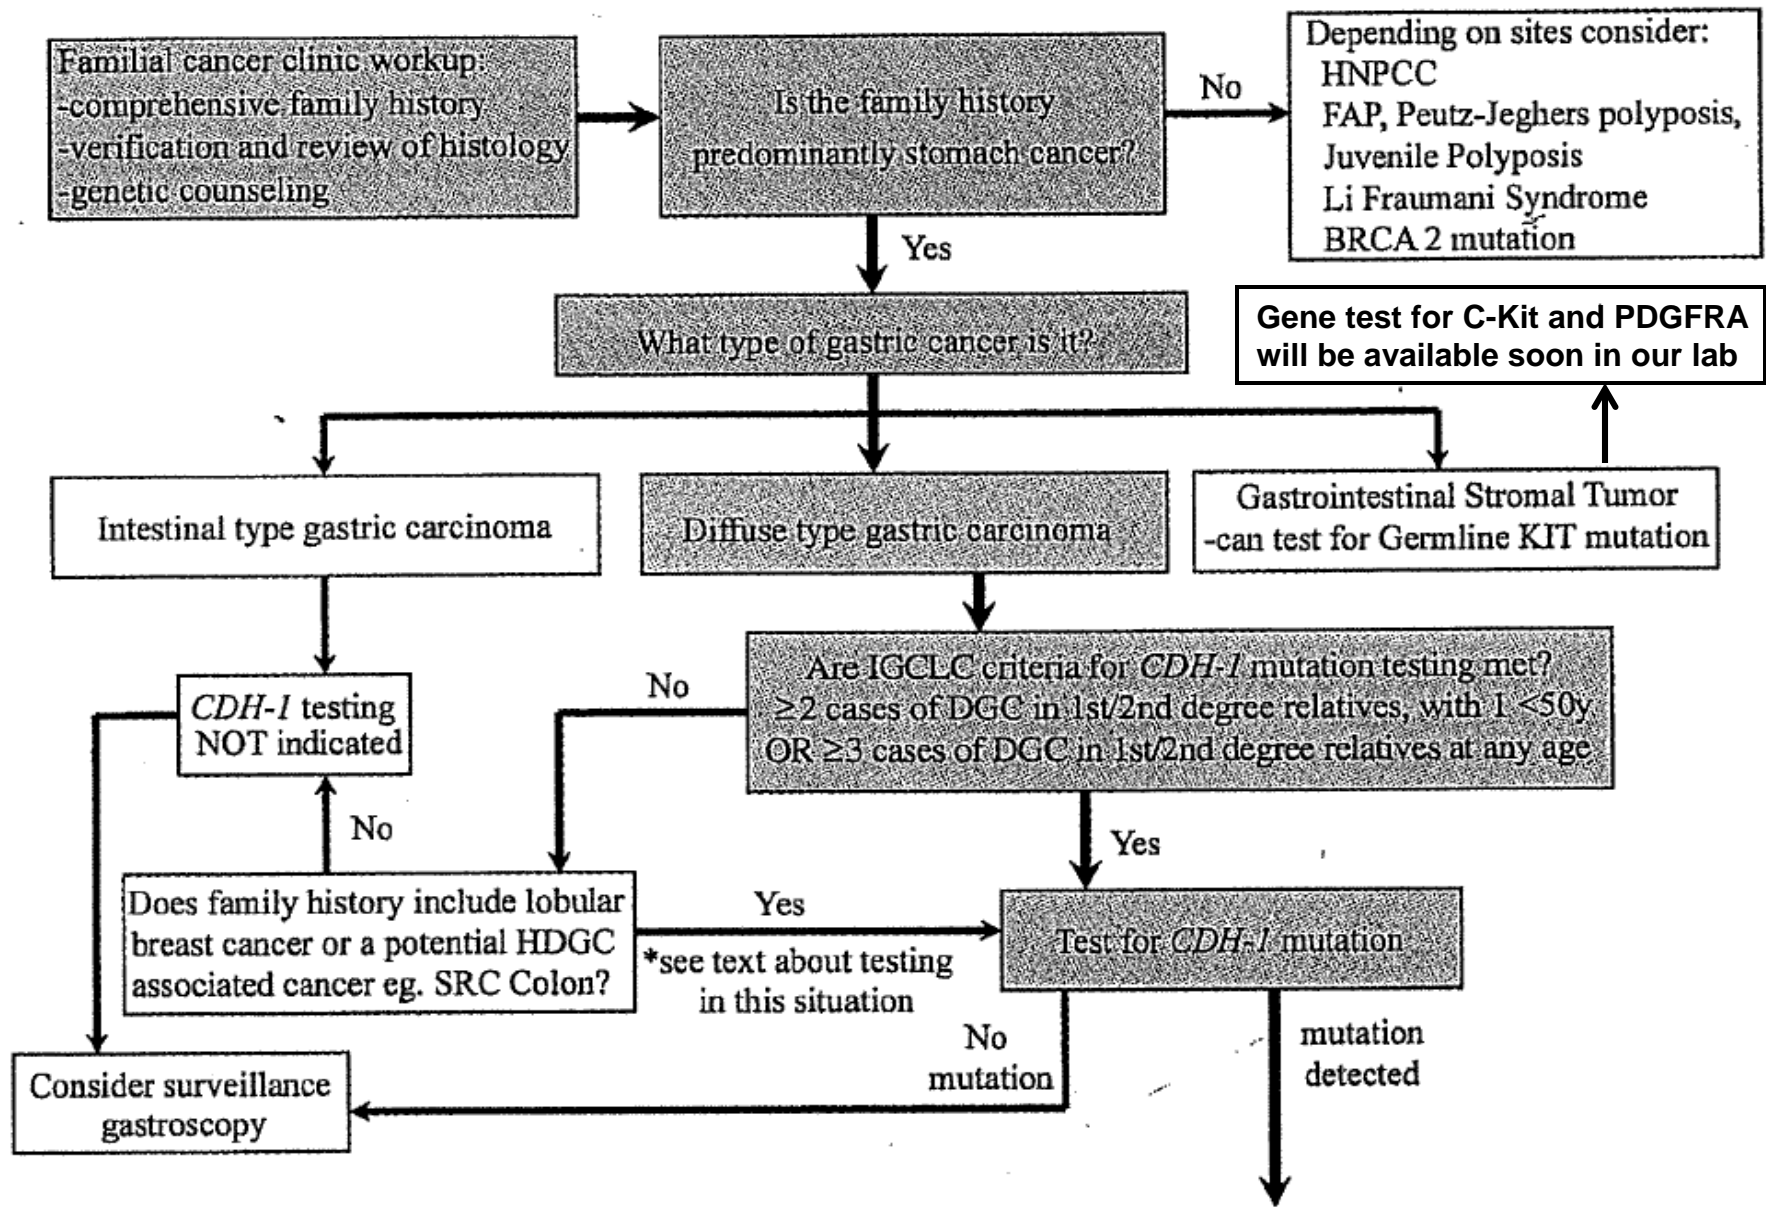 Familial cancer clinic workup:
-comprehensive family history
-verification and review of histology
-genetic counseling
Is the family history
predominantly stomach cancer?
No
Depending on sites consider:
HNPCC
FAP, Peutz-Jeghers polyposis,
Juvenile Polyposis
Li Fraumani Syndrome
BRCA 2 mutation
Yes
What type of gastric cancer is it?
Gene test for C-Kit and PDGFRA
will be available soon in our lab
Intestinal type gastric carcinoma
Diffuse type gastric carcinoma
Gastrointestinal Stromal Tumor
-can test for Germline KIT mutation
Are IGCLC criteria for CDH-1 mutation testing met?
≥2 cases of DGC in 1st/2nd degree relatives, with 1 <50y
OR ≥3 cases of DGC in 1st/2nd degree relatives at any age
No
CDH-1 testing
NOT indicated
No
Yes
Does family history include lobular
breast cancer or a potential HDGC
associated cancer eg. SRC Colon?
Yes
*see text about testing
in this situation
Test for CDH-1 mutation
No
mutation
mutation
detected
Consider surveillance
gastroscopy